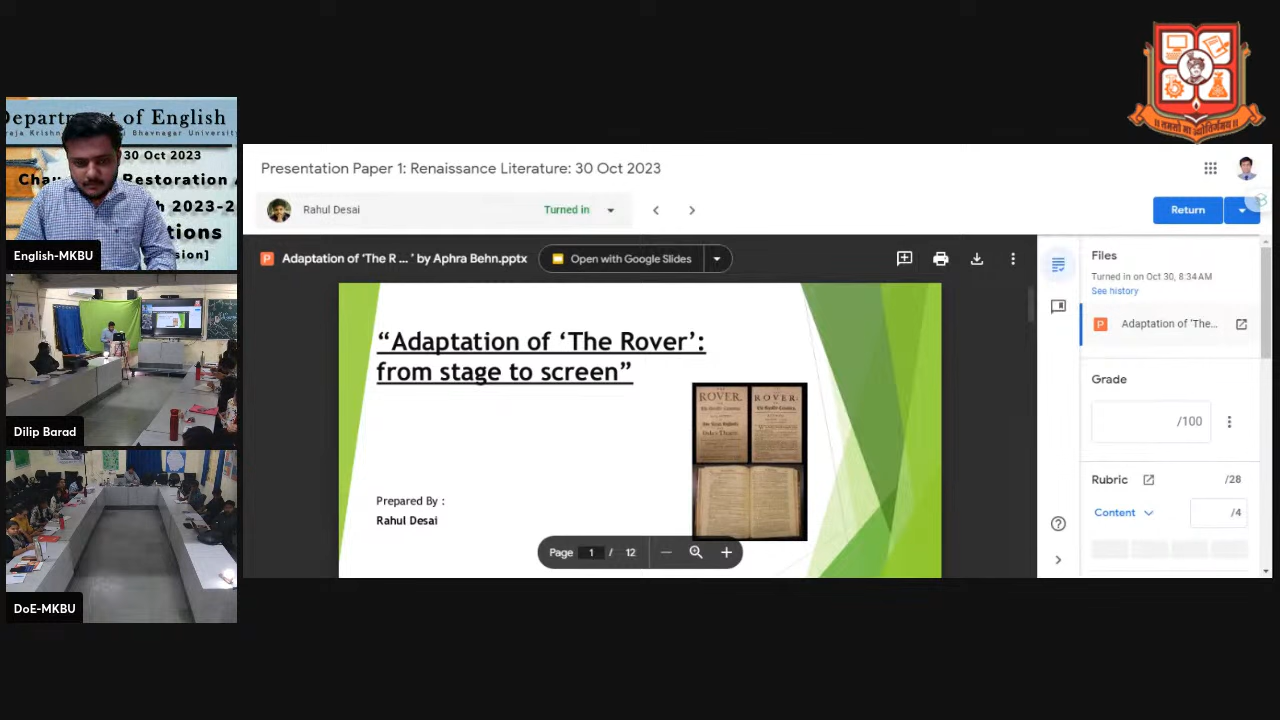 Department of English
30 Oct 2023
Restoration
2023-2
English-MKBU
Dilip Barad
DoE-MKBU
|| तमसो मा ज्योतिर्गमय ||
Presentation Paper 1: Renaissance Literature: 30 Oct 2023
Rahul Desai
Turned in
Return
P
Adaptation of ‘The R ... ’ by Aphra Behn.pptx
Open with Google Slides
“Adaptation of ‘The Rover’:
from stage to screen”
ROVER
ROVER:
Prepared By :
Rahul Desai
Page 1 / 12
Files
Turned in on Oct 30, 8:34 AM
See history
P
Adaptation of ‘The...
Grade
/100
Rubric
/28
Content
/4